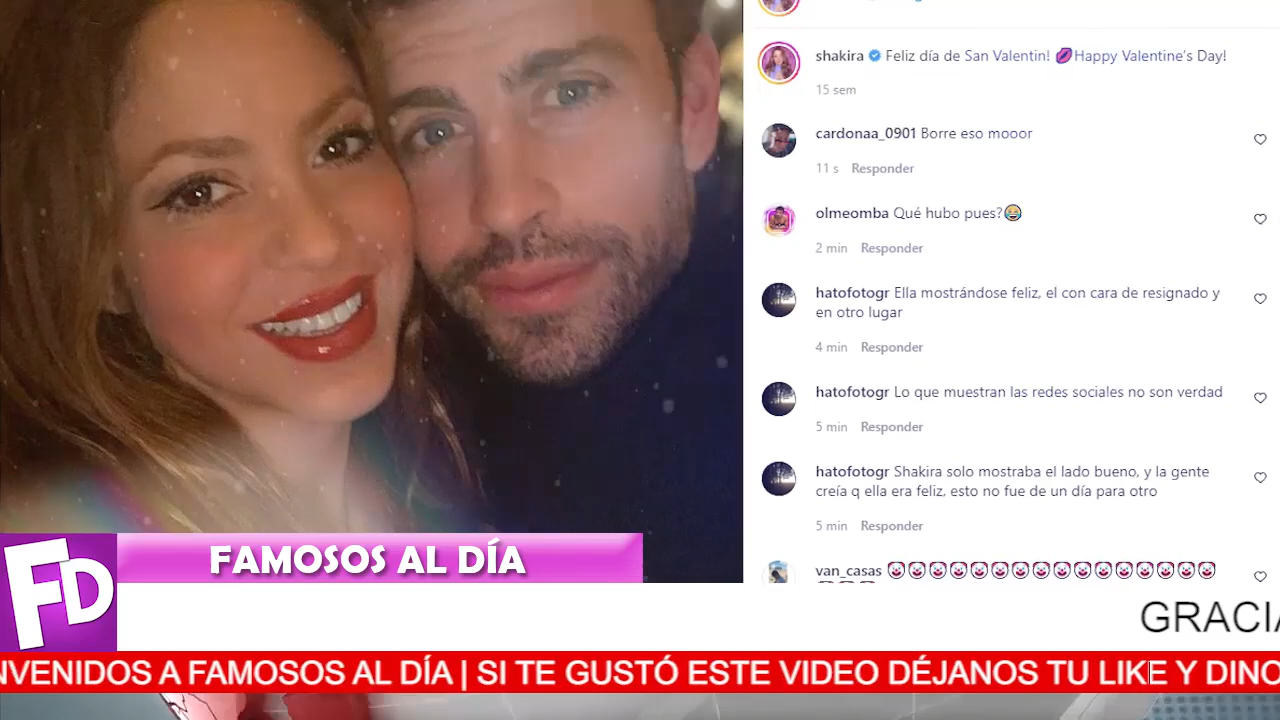 shakira Feliz día de San Valentin! 💋Happy Valentine's Day!
15 sem
cardonaa_0901 Borre eso mooor
11 s Responder
olmeomba Qué hubo pues?😂
2 min Responder
hatofotogr Ella mostrándose feliz, el con cara de resignado y
en otro lugar
4 min Responder
hatofotogr Lo que muestran las redes sociales no son verdad
5 min Responder
hatofotogr Shakira solo mostraba el lado bueno, y la gente
creía q ella era feliz, esto no fue de un día para otro
5 min Responder
van_casas 🤡🤡🤡🤡🤡🤡🤡🤡🤡🤡🤡🤡🤡🤡🤡🤡
FD
FAMOSOS AL DÍA
GRACIA
NVENIDOS A FAMOSOS AL DÍA | SI TE GUSTÓ ESTE VIDEO DÉJANOS TU LIKE Y DINO